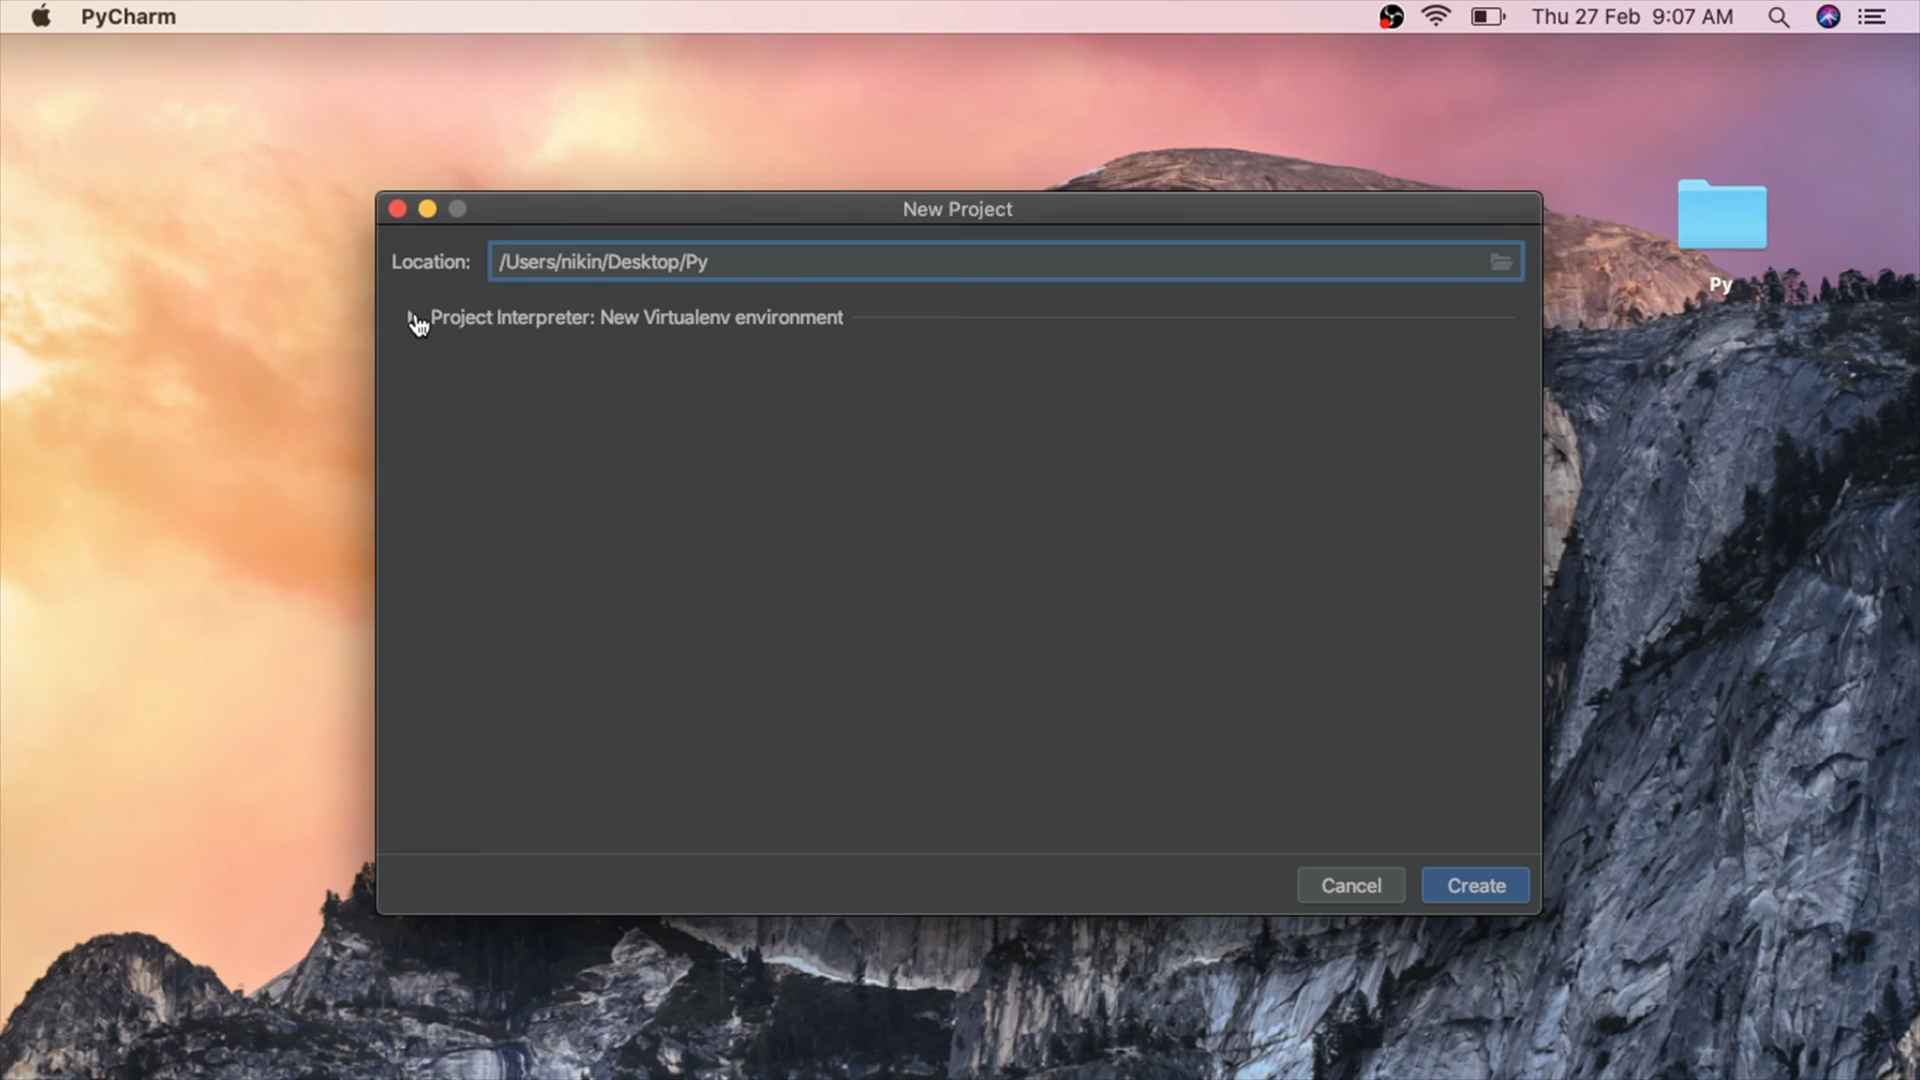 PyCharm
Thu 27 Feb 9:07 AM
New Project
Location: /Users/nikin/Desktop/Py
Py
Project Interpreter: New Virtualenv environment
Cancel Create